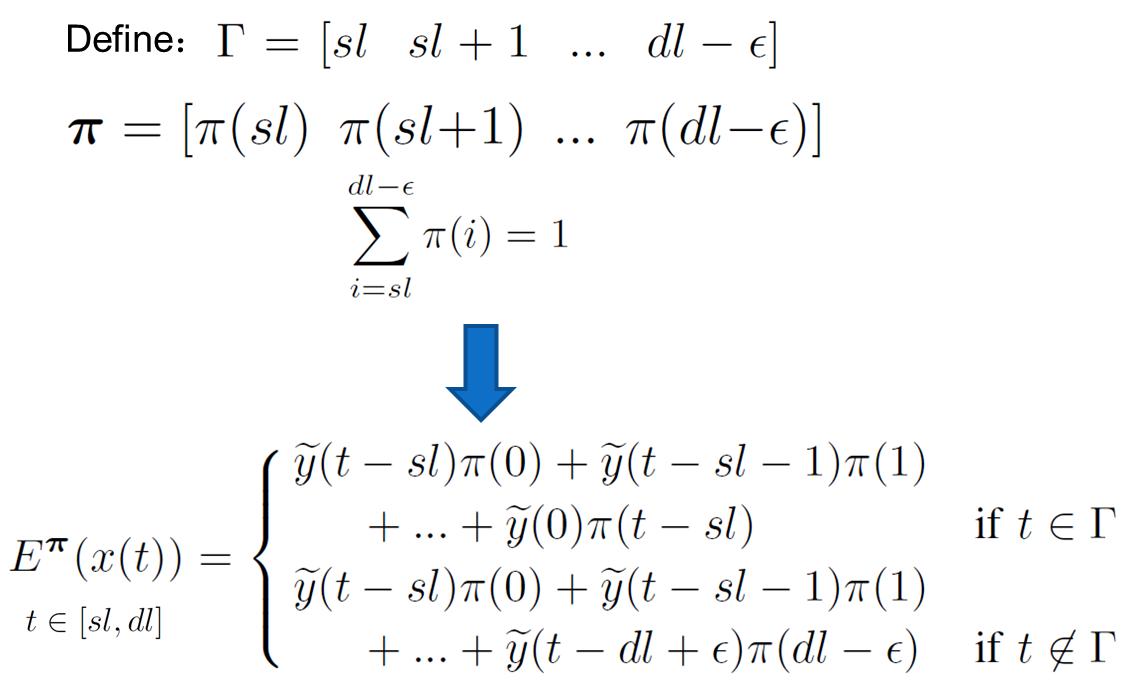 Define：Γ = [sl sl + 1 ... dl − ϵ]
π = [π(sl) π(sl+1) ... π(dl−ϵ)]
dl−ϵ
∑ π(i) = 1
i=sl
ỹ(t − sl)π(0) + ỹ(t − sl − 1)π(1)
+ ... + ỹ(0)π(t − sl) if t ∈ Γ
E^π(x(t)) = {
ỹ(t − sl)π(0) + ỹ(t − sl − 1)π(1)
t ∈ [sl, dl]
+ ... + ỹ(t − dl + ϵ)π(dl − ϵ) if t ∉ Γ